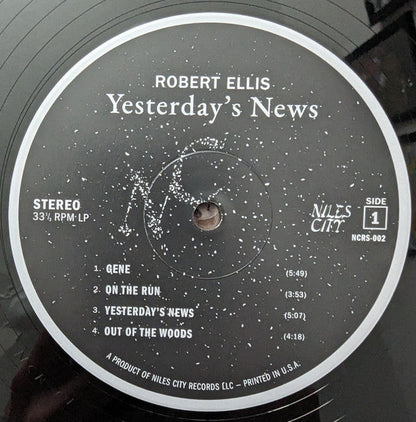 ROBERT ELLIS
Yesterday's News
STEREO
33⅓ RPM LP
NC
NILES
CITY
SIDE
1
NCRS-002
1. GENE (5:49)
2. ON THE RUN (3:53)
3. YESTERDAY'S NEWS (5:07)
4. OUT OF THE WOODS (4:18)
A PRODUCT OF NILES CITY RECORDS LLC – PRINTED IN U.S.A.